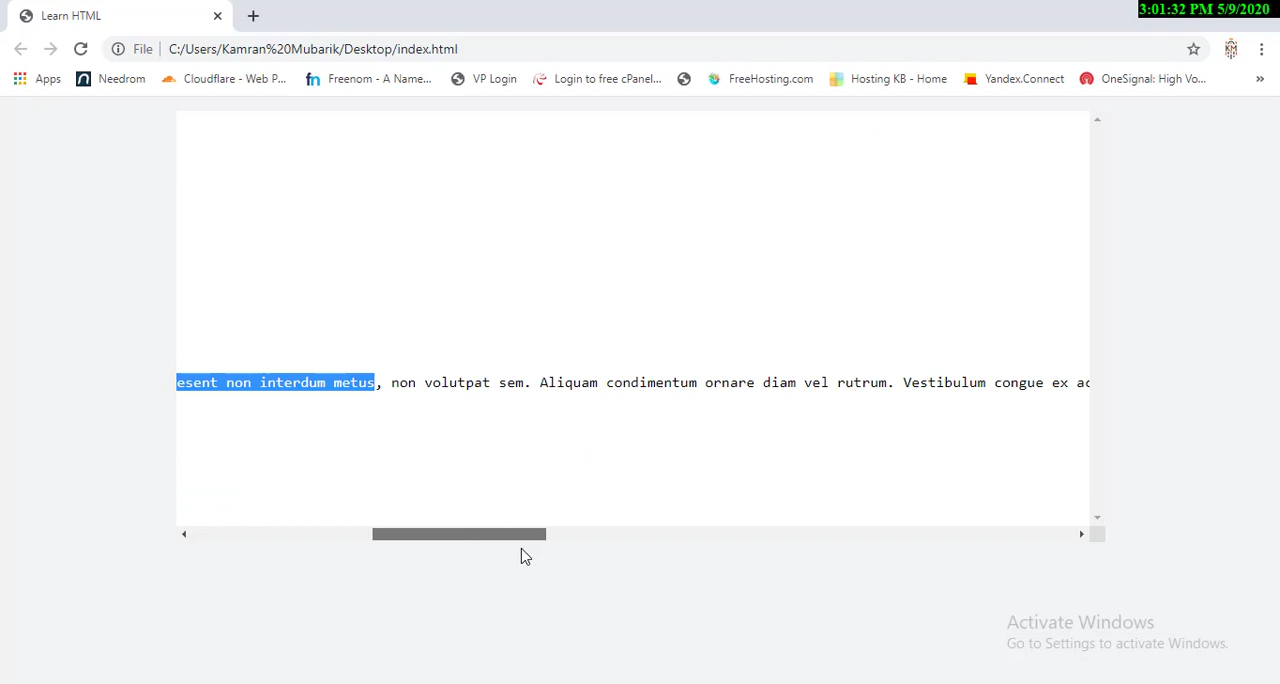 3:01:32 PM 5/9/2020
Learn HTML
File
C:/Users/Kamran%20Mubarik/Desktop/index.html
KM
Apps
Needrom
Cloudflare - Web P...
fn
Freenom - A Name...
VP Login
Login to free cPanel...
FreeHosting.com
Hosting KB - Home
Yandex.Connect
OneSignal: High Vo...
»
esent non interdum metus, non volutpat sem. Aliquam condimentum ornare diam vel rutrum. Vestibulum congue ex ac
Activate Windows
Go to Settings to activate Windows.